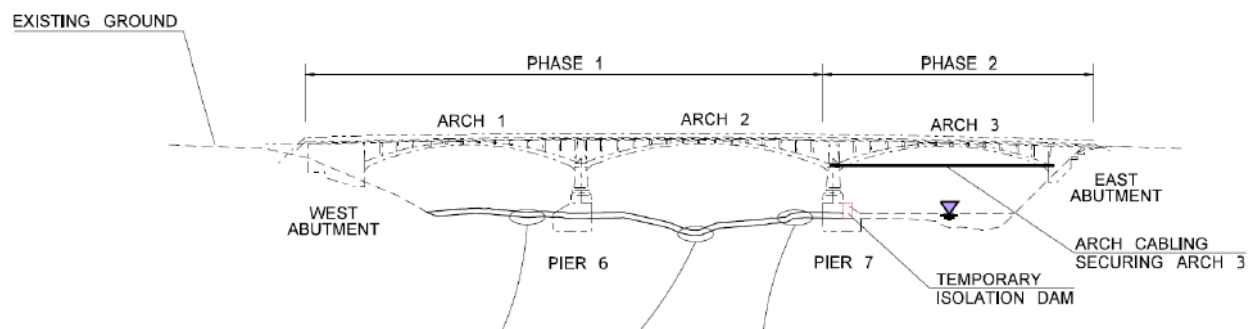 EXISTING GROUND
PHASE 1
PHASE 2
ARCH 1
ARCH 2
ARCH 3
WEST
ABUTMENT
EAST
ABUTMENT
PIER 6
PIER 7
ARCH CABLING
SECURING ARCH 3
TEMPORARY
ISOLATION DAM